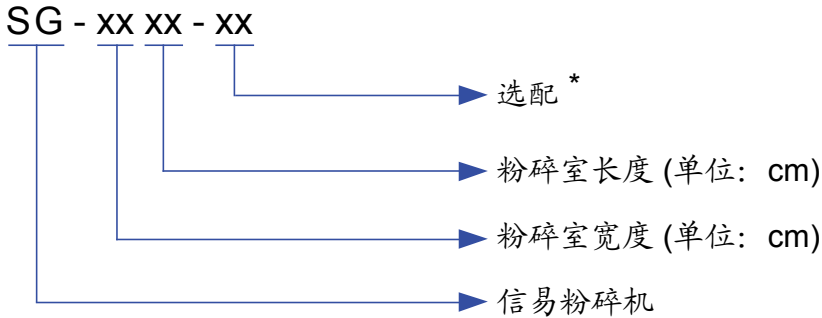 SG - xx xx - xx
选配 *
粉碎室长度 (单位: cm)
粉碎室宽度 (单位: cm)
信易粉碎机